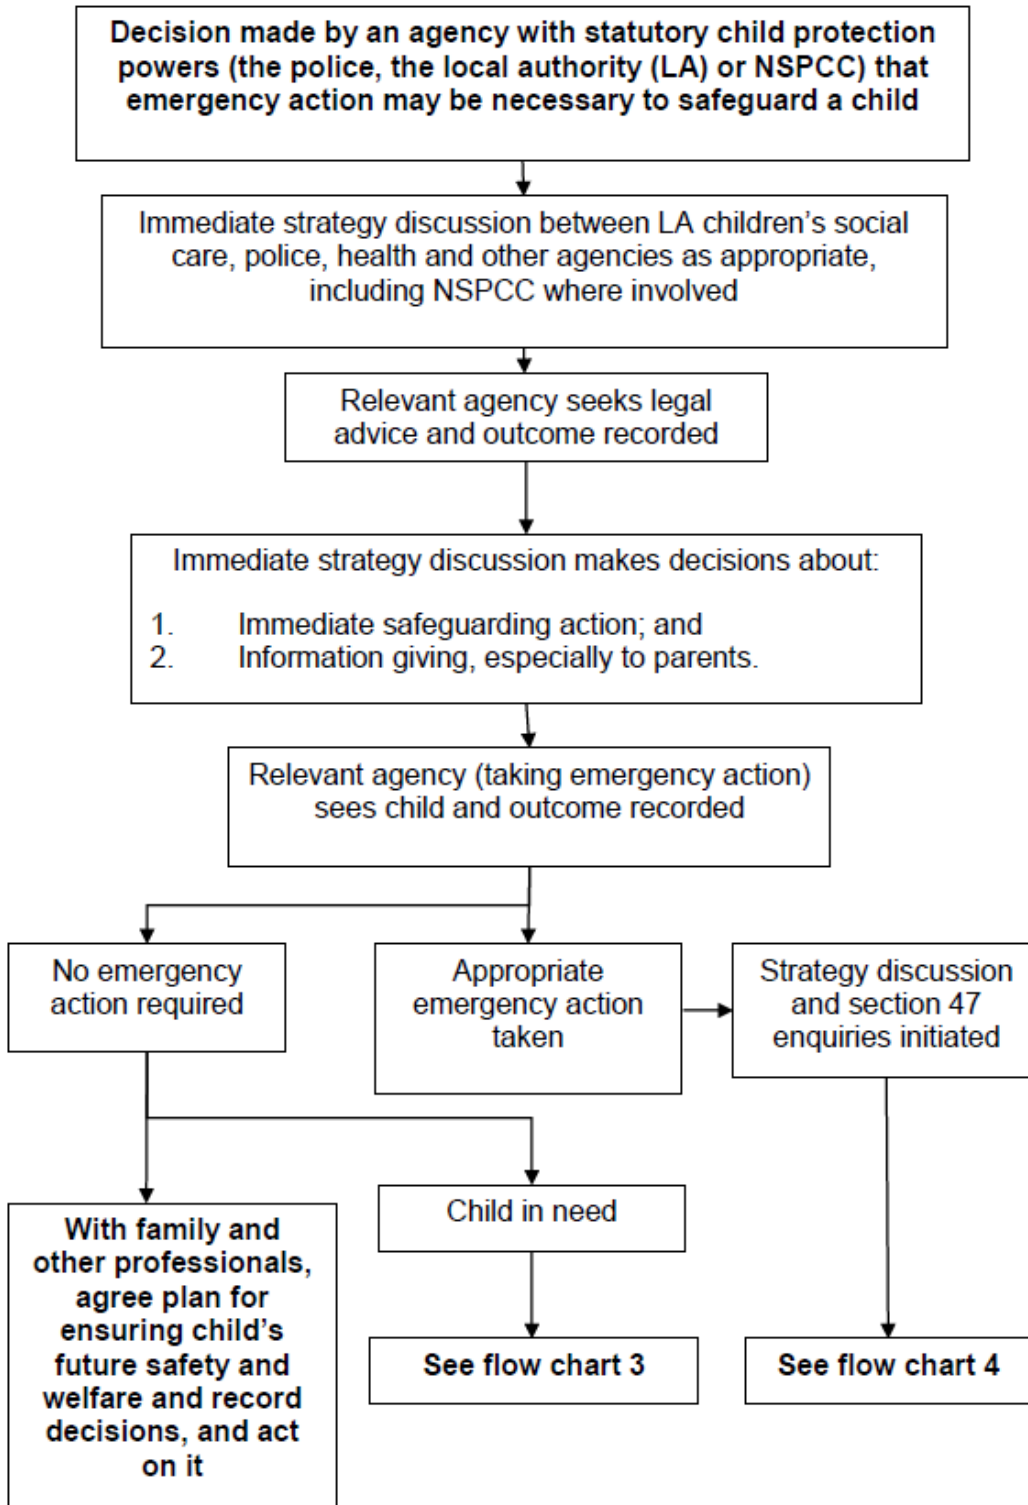 Decision made by an agency with statutory child protection
powers (the police, the local authority (LA) or NSPCC) that
emergency action may be necessary to safeguard a child
Immediate strategy discussion between LA children's social
care, police, health and other agencies as appropriate,
including NSPCC where involved
Relevant agency seeks legal
advice and outcome recorded
Immediate strategy discussion makes decisions about:
1. Immediate safeguarding action; and
2. Information giving, especially to parents.
Relevant agency (taking emergency action)
sees child and outcome recorded
No emergency
action required
Appropriate
emergency action
taken
Strategy discussion
and section 47
enquiries initiated
With family and
other professionals,
agree plan for
ensuring child's
future safety and
welfare and record
decisions, and act
on it
Child in need
See flow chart 3
See flow chart 4